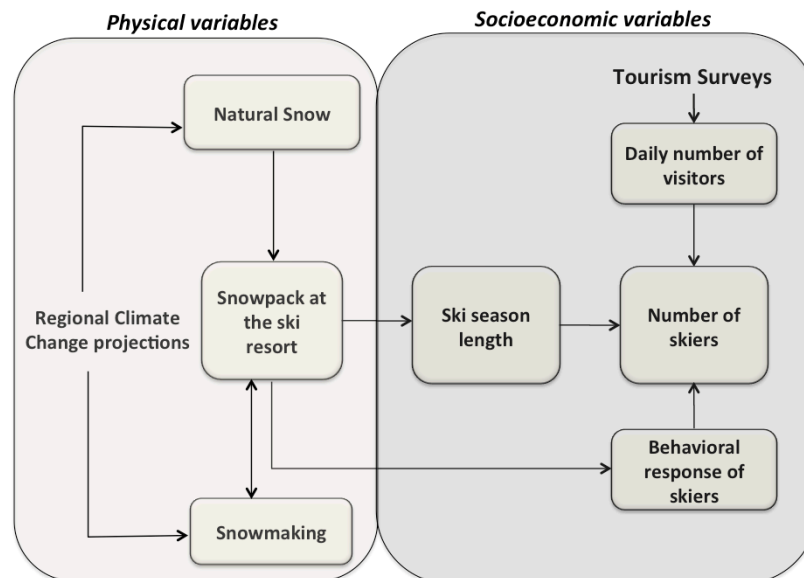 Physical variables
Socioeconomic variables
Natural Snow
Tourism Surveys
Daily number of
visitors
Regional Climate
Change projections
Snowpack at
the ski
resort
Ski season
length
Number of
skiers
Behavioral
response of
skiers
Snowmaking